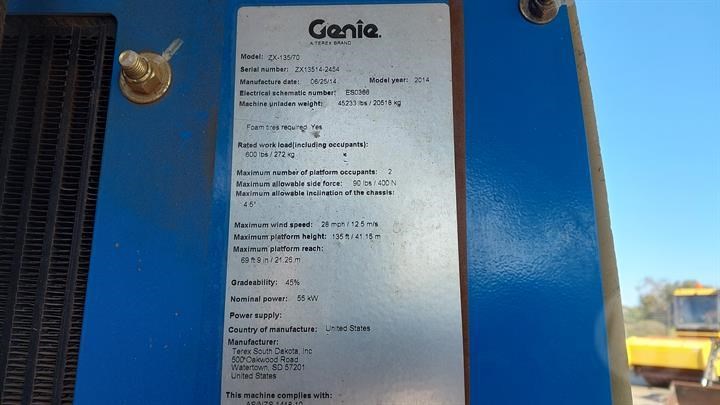 Genie.
A TEREX BRAND
Model: ZX-135/70
Serial number: ZX13514-2454
Manufacture date: 06/25/14 Model year: 2014
Electrical schematic number: ES0366
Machine unladen weight: 45233 lbs / 20518 kg
Foam tires required Yes
Rated work load(including occupants):
600 lbs / 272 kg
Maximum number of platform occupants: 2
Maximum allowable side force: 90 lbs / 400 N
Maximum allowable inclination of the chassis:
4.5°
Maximum wind speed: 28 mph / 12.5 m/s
Maximum platform height: 135 ft / 41.15 m
Maximum platform reach:
69 ft 9 in / 21.26 m
Gradeability: 45%
Nominal power: 55 kW
Power supply:
Country of manufacture: United States
Manufacturer:
Terex South Dakota, Inc
500 Oakwood Road
Watertown, SD 57201
United States
This machine complies with:
AS/NZS 1418.10